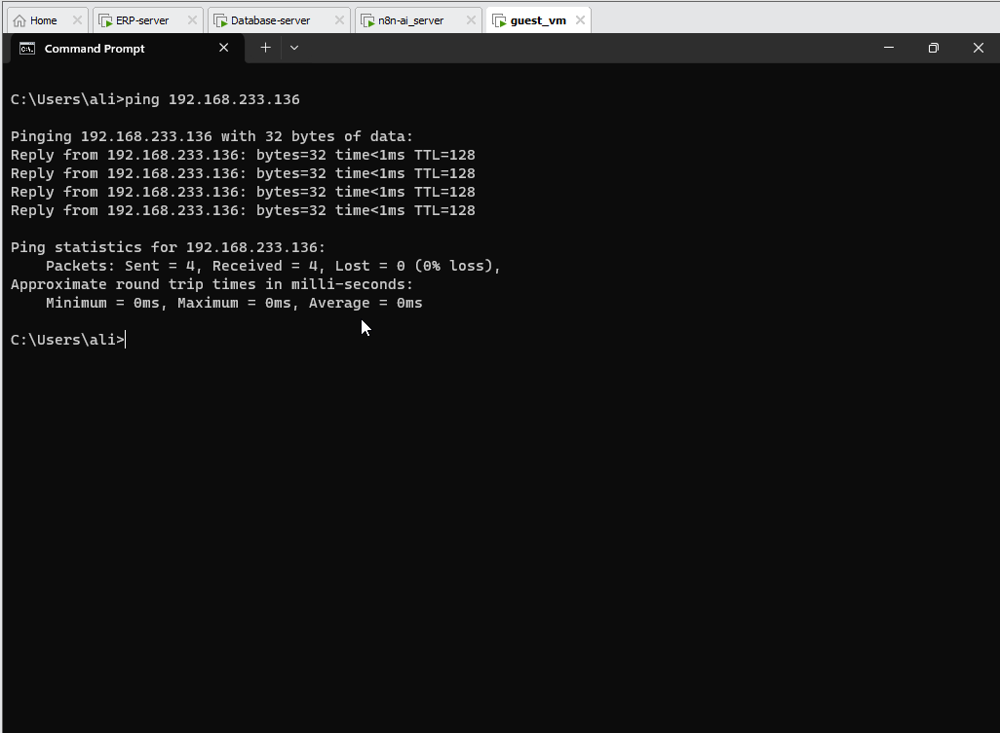 Home
ERP-server
Database-server
n8n-ai_server
guest_vm
Command Prompt
C:\Users\ali>ping 192.168.233.136
Pinging 192.168.233.136 with 32 bytes of data:
Reply from 192.168.233.136: bytes=32 time<1ms TTL=128
Reply from 192.168.233.136: bytes=32 time<1ms TTL=128
Reply from 192.168.233.136: bytes=32 time<1ms TTL=128
Reply from 192.168.233.136: bytes=32 time<1ms TTL=128
Ping statistics for 192.168.233.136:
    Packets: Sent = 4, Received = 4, Lost = 0 (0% loss),
Approximate round trip times in milli-seconds:
    Minimum = 0ms, Maximum = 0ms, Average = 0ms
C:\Users\ali>